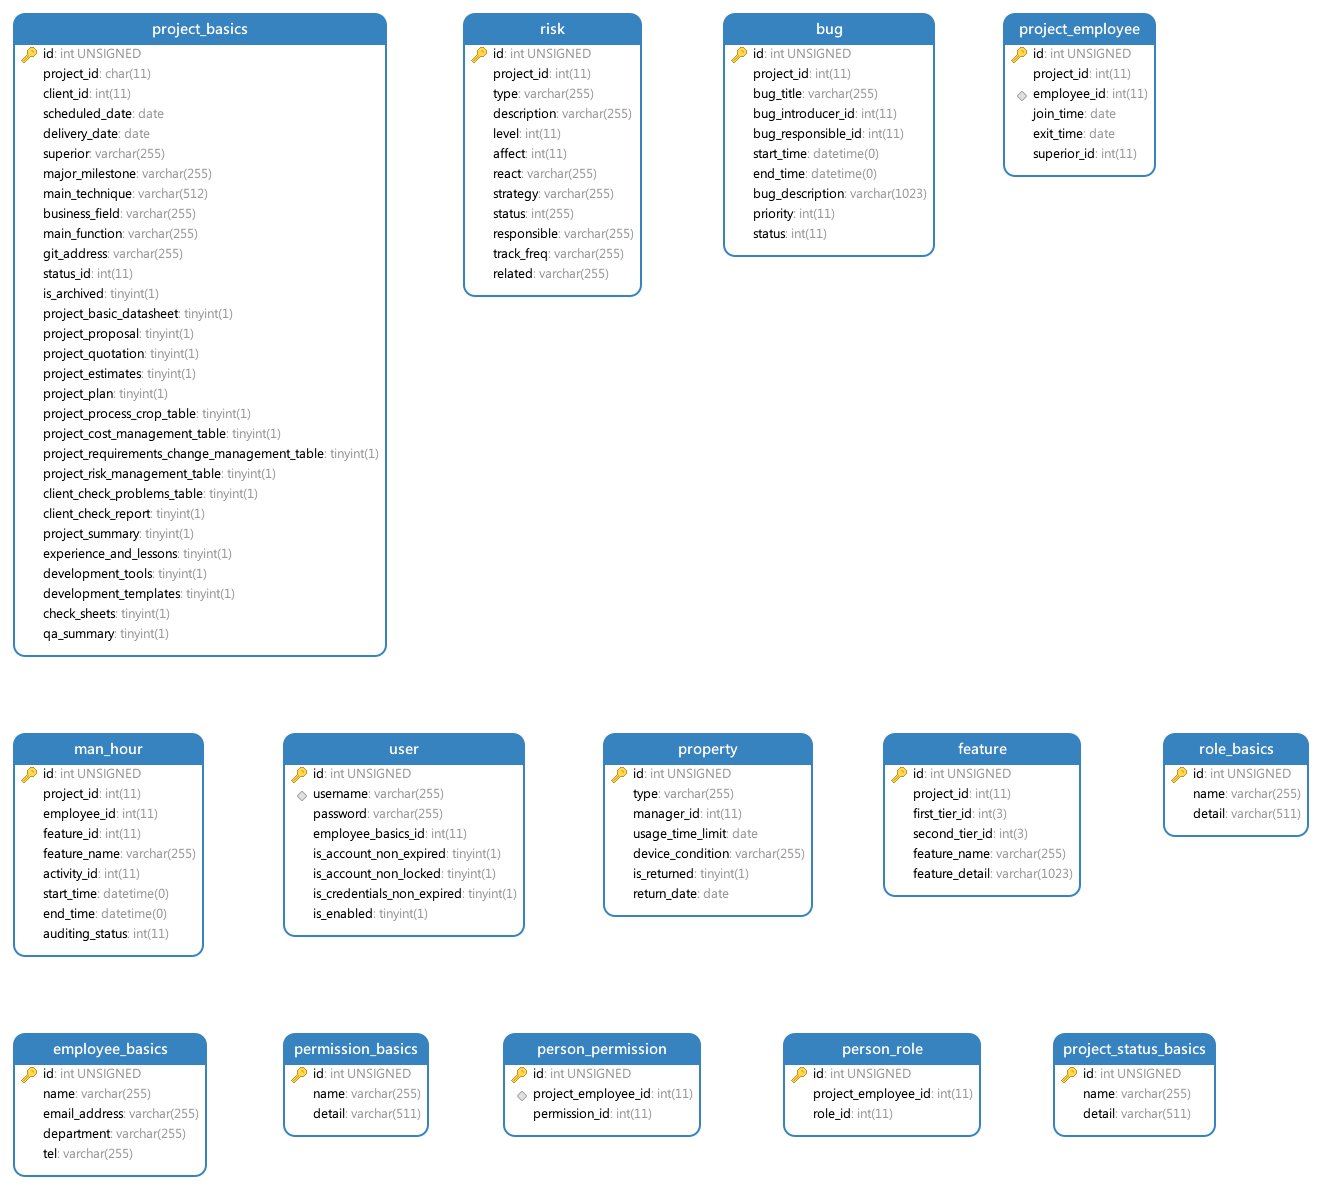 project_basics
id: int UNSIGNED
project_id: char(11)
client_id: int(11)
scheduled_date: date
delivery_date: date
superior: varchar(255)
major_milestone: varchar(255)
main_technique: varchar(512)
business_field: varchar(255)
main_function: varchar(255)
git_address: varchar(255)
status_id: int(11)
is_archived: tinyint(1)
project_basic_datasheet: tinyint(1)
project_proposal: tinyint(1)
project_quotation: tinyint(1)
project_estimates: tinyint(1)
project_plan: tinyint(1)
project_process_crop_table: tinyint(1)
project_cost_management_table: tinyint(1)
project_requirements_change_management_table: tinyint(1)
project_risk_management_table: tinyint(1)
client_check_problems_table: tinyint(1)
client_check_report: tinyint(1)
project_summary: tinyint(1)
experience_and_lessons: tinyint(1)
development_tools: tinyint(1)
development_templates: tinyint(1)
check_sheets: tinyint(1)
qa_summary: tinyint(1)
risk
id: int UNSIGNED
project_id: int(11)
type: varchar(255)
description: varchar(255)
level: int(11)
affect: int(11)
react: varchar(255)
strategy: varchar(255)
status: int(255)
responsible: varchar(255)
track_freq: varchar(255)
related: varchar(255)
bug
id: int UNSIGNED
project_id: int(11)
bug_title: varchar(255)
bug_introducer_id: int(11)
bug_responsible_id: int(11)
start_time: datetime(0)
end_time: datetime(0)
bug_description: varchar(1023)
priority: int(11)
status: int(11)
project_employee
id: int UNSIGNED
project_id: int(11)
employee_id: int(11)
join_time: date
exit_time: date
superior_id: int(11)
man_hour
id: int UNSIGNED
project_id: int(11)
employee_id: int(11)
feature_id: int(11)
feature_name: varchar(255)
activity_id: int(11)
start_time: datetime(0)
end_time: datetime(0)
auditing_status: int(11)
user
id: int UNSIGNED
username: varchar(255)
password: varchar(255)
employee_basics_id: int(11)
is_account_non_expired: tinyint(1)
is_account_non_locked: tinyint(1)
is_credentials_non_expired: tinyint(1)
is_enabled: tinyint(1)
property
id: int UNSIGNED
type: varchar(255)
manager_id: int(11)
usage_time_limit: date
device_condition: varchar(255)
is_returned: tinyint(1)
return_date: date
feature
id: int UNSIGNED
project_id: int(11)
first_tier_id: int(3)
second_tier_id: int(3)
feature_name: varchar(255)
feature_detail: varchar(1023)
role_basics
id: int UNSIGNED
name: varchar(255)
detail: varchar(511)
employee_basics
id: int UNSIGNED
name: varchar(255)
email_address: varchar(255)
department: varchar(255)
tel: varchar(255)
permission_basics
id: int UNSIGNED
name: varchar(255)
detail: varchar(511)
person_permission
id: int UNSIGNED
project_employee_id: int(11)
permission_id: int(11)
person_role
id: int UNSIGNED
project_employee_id: int(11)
role_id: int(11)
project_status_basics
id: int UNSIGNED
name: varchar(255)
detail: varchar(511)